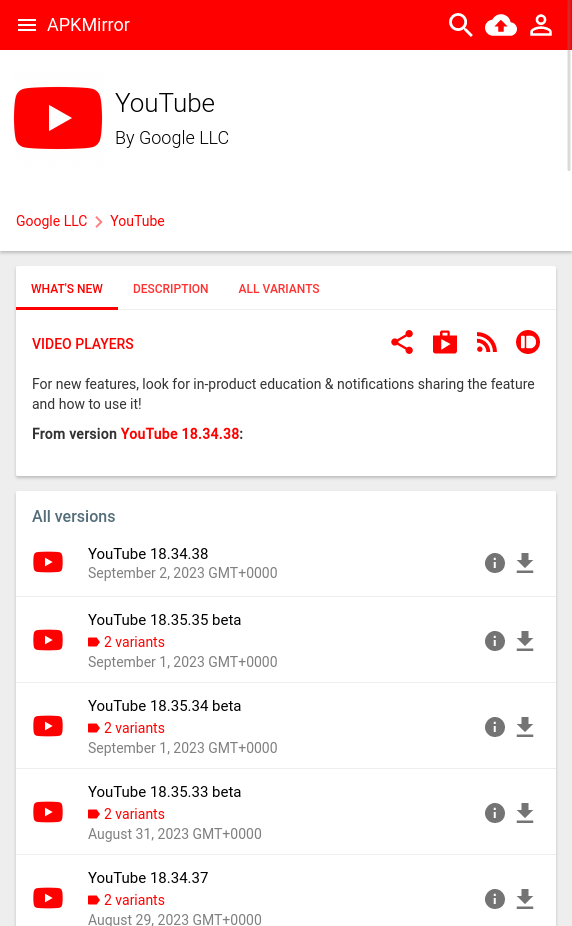 APKMirror
YouTube
By Google LLC
Google LLC
YouTube
WHAT'S NEW
DESCRIPTION
ALL VARIANTS
VIDEO PLAYERS
For new features, look for in-product education & notifications sharing the feature
and how to use it!
From version YouTube 18.34.38:
All versions
YouTube 18.34.38
September 2, 2023 GMT+0000
YouTube 18.35.35 beta
2 variants
September 1, 2023 GMT+0000
YouTube 18.35.34 beta
2 variants
September 1, 2023 GMT+0000
YouTube 18.35.33 beta
2 variants
August 31, 2023 GMT+0000
YouTube 18.34.37
2 variants
August 29, 2023 GMT+0000